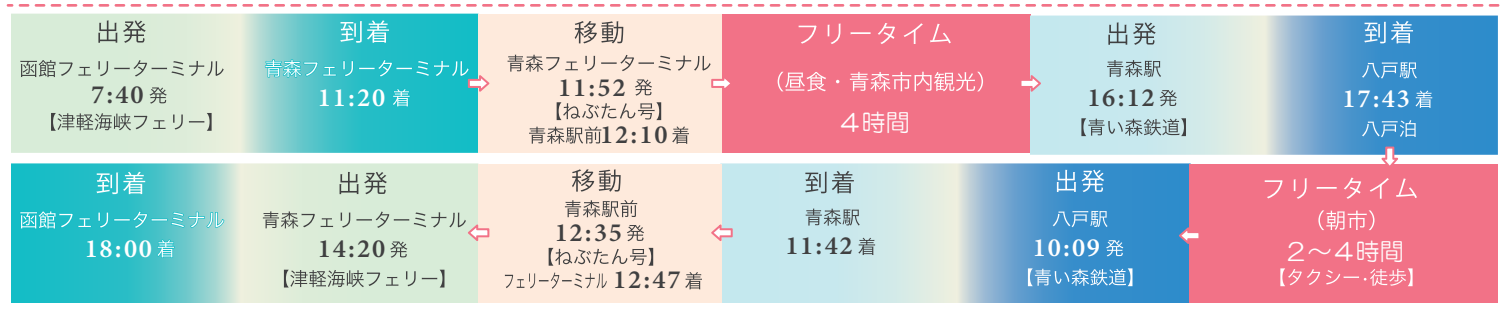 出発
函館フェリーターミナル
7:40 発
【津軽海峡フェリー】
到着
青森フェリーターミナル
11:20 着
移動
青森フェリーターミナル
11:52 発
【ねぶたん号】
青森駅前12:10 着
フリータイム
（昼食・青森市内観光）
４時間
出発
青森駅
16:12 発
【青い森鉄道】
到着
八戸駅
17:43 着
八戸泊
フリータイム
（朝市）
２～４時間
【タクシー・徒歩】
出発
八戸駅
10:09 発
【青い森鉄道】
到着
青森駅
11:42 着
移動
青森駅前
12:35 発
【ねぶたん号】
フェリーターミナル 12:47 着
出発
青森フェリーターミナル
14:20 発
【津軽海峡フェリー】
到着
函館フェリーターミナル
18:00 着